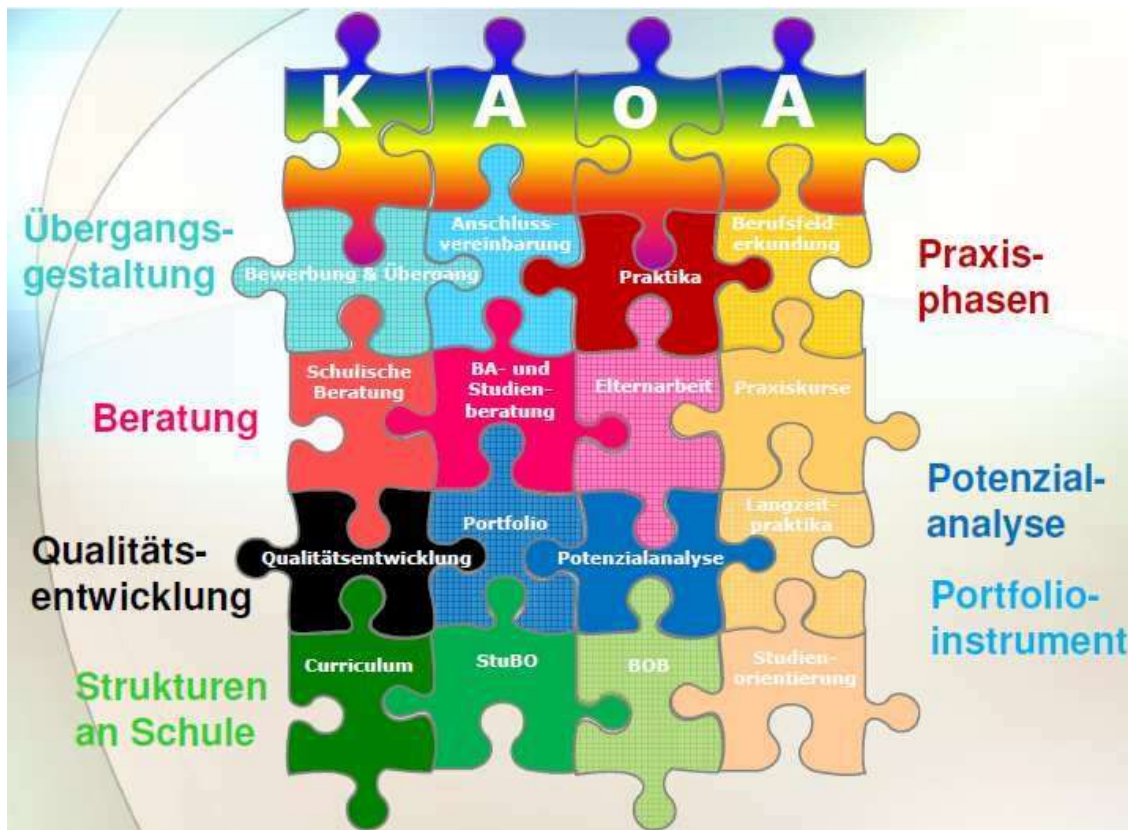 K A o A
Übergangs-
gestaltung
Anschluss-
vereinbarung
Berufsfeld-
erkundung
Bewerbung & Übergang
Praktika
Praxis-
phasen
Beratung
Schulische
Beratung
BA- und
Studien-
beratung
Elternarbeit
Praxiskurse
Potenzial-
analyse
Qualitäts-
entwicklung
Qualitätsentwicklung
Portfolio
Potenzialanalyse
Langzeit-
praktika
Portfolio-
instrument
Strukturen
an Schule
Curriculum
StuBO
BOB
Studien-
orientierung